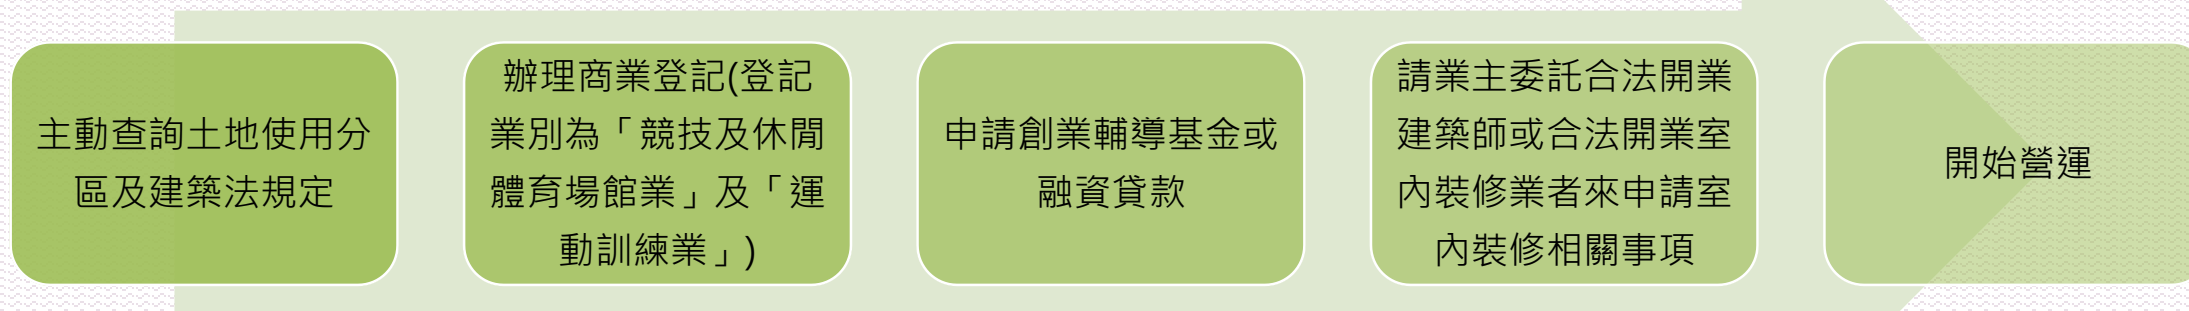 主動查詢土地使用分
區及建築法規定
辦理商業登記(登記
業別為「競技及休閒
體育場館業」及「運
動訓練業」)
申請創業輔導基金或
融資貸款
請業主委託合法開業
建築師或合法開業室
內裝修業者來申請室
內裝修相關事項
開始營運